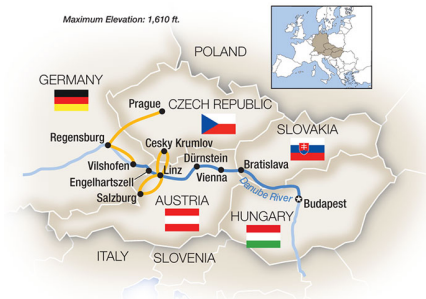 Maximum Elevation: 1,610 ft.
POLAND
GERMANY
Prague
CZECH REPUBLIC
Regensburg
SLOVAKIA
Cesky Krumlov
Vilshofen
Dürnstein
Linz
Bratislava
Engelhartszell
Vienna
Danube River
Salzburg
AUSTRIA
Budapest
HUNGARY
ITALY
SLOVENIA